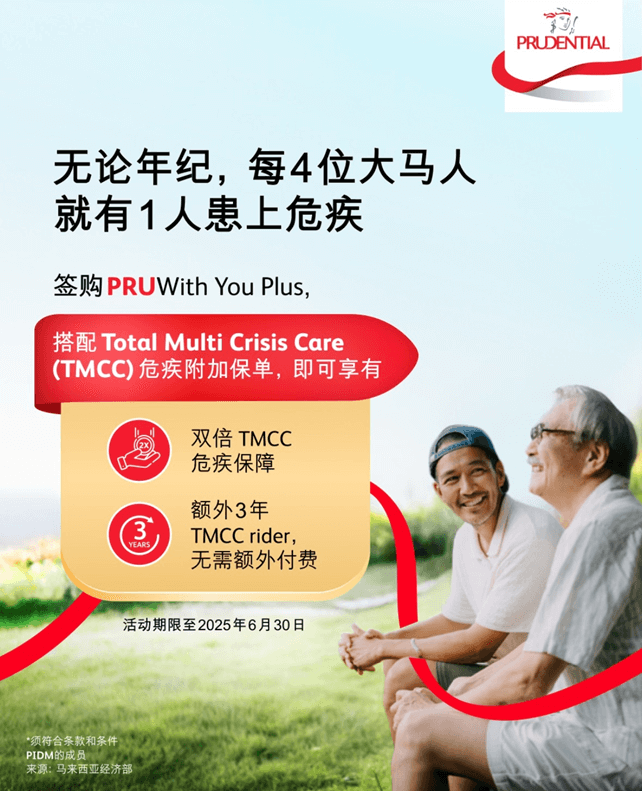 PRUDENTIAL
无论年纪，每4位大马人
就有1人患上危疾
签购PRUWith You Plus,
搭配 Total Multi Crisis Care
(TMCC) 危疾附加保单，即可享有
2X
双倍 TMCC
危疾保障
3
YEARS
额外3年
TMCC rider,
无需额外付费
活动期限至2025年6月30日
*须符合条款和条件
PIDM的成员
来源：马来西亚经济部